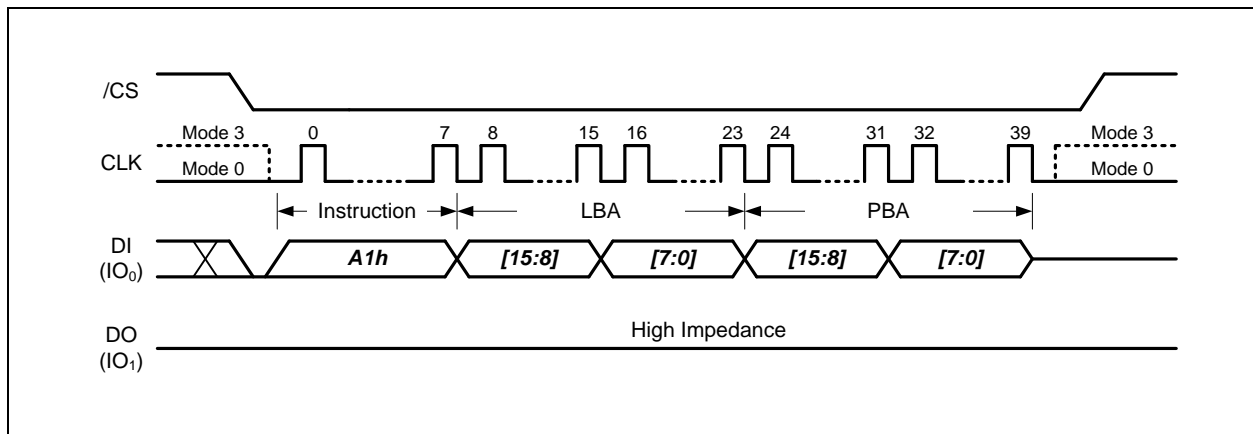 /CS
Mode 3 0 7 8 15 16 23 24 31 32 39 Mode 3
CLK
Mode 0 Mode 0
Instruction LBA PBA
DI
(IO₀)
A1h [15:8] [7:0] [15:8] [7:0]
High Impedance
DO
(IO₁)